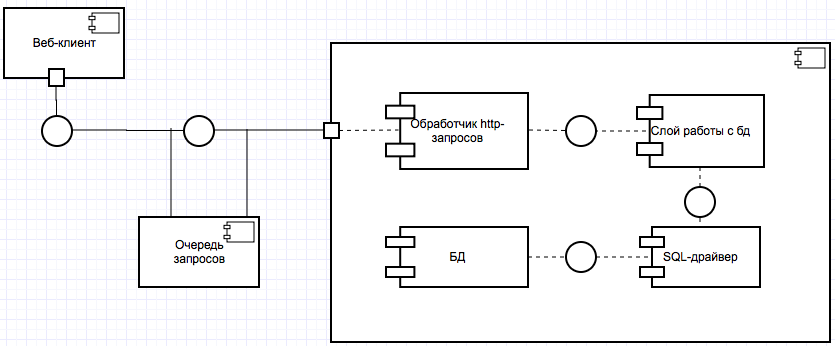 Веб-клиент
Обработчик http-
запросов
Слой работы с бд
Очередь
запросов
БД
SQL-драйвер